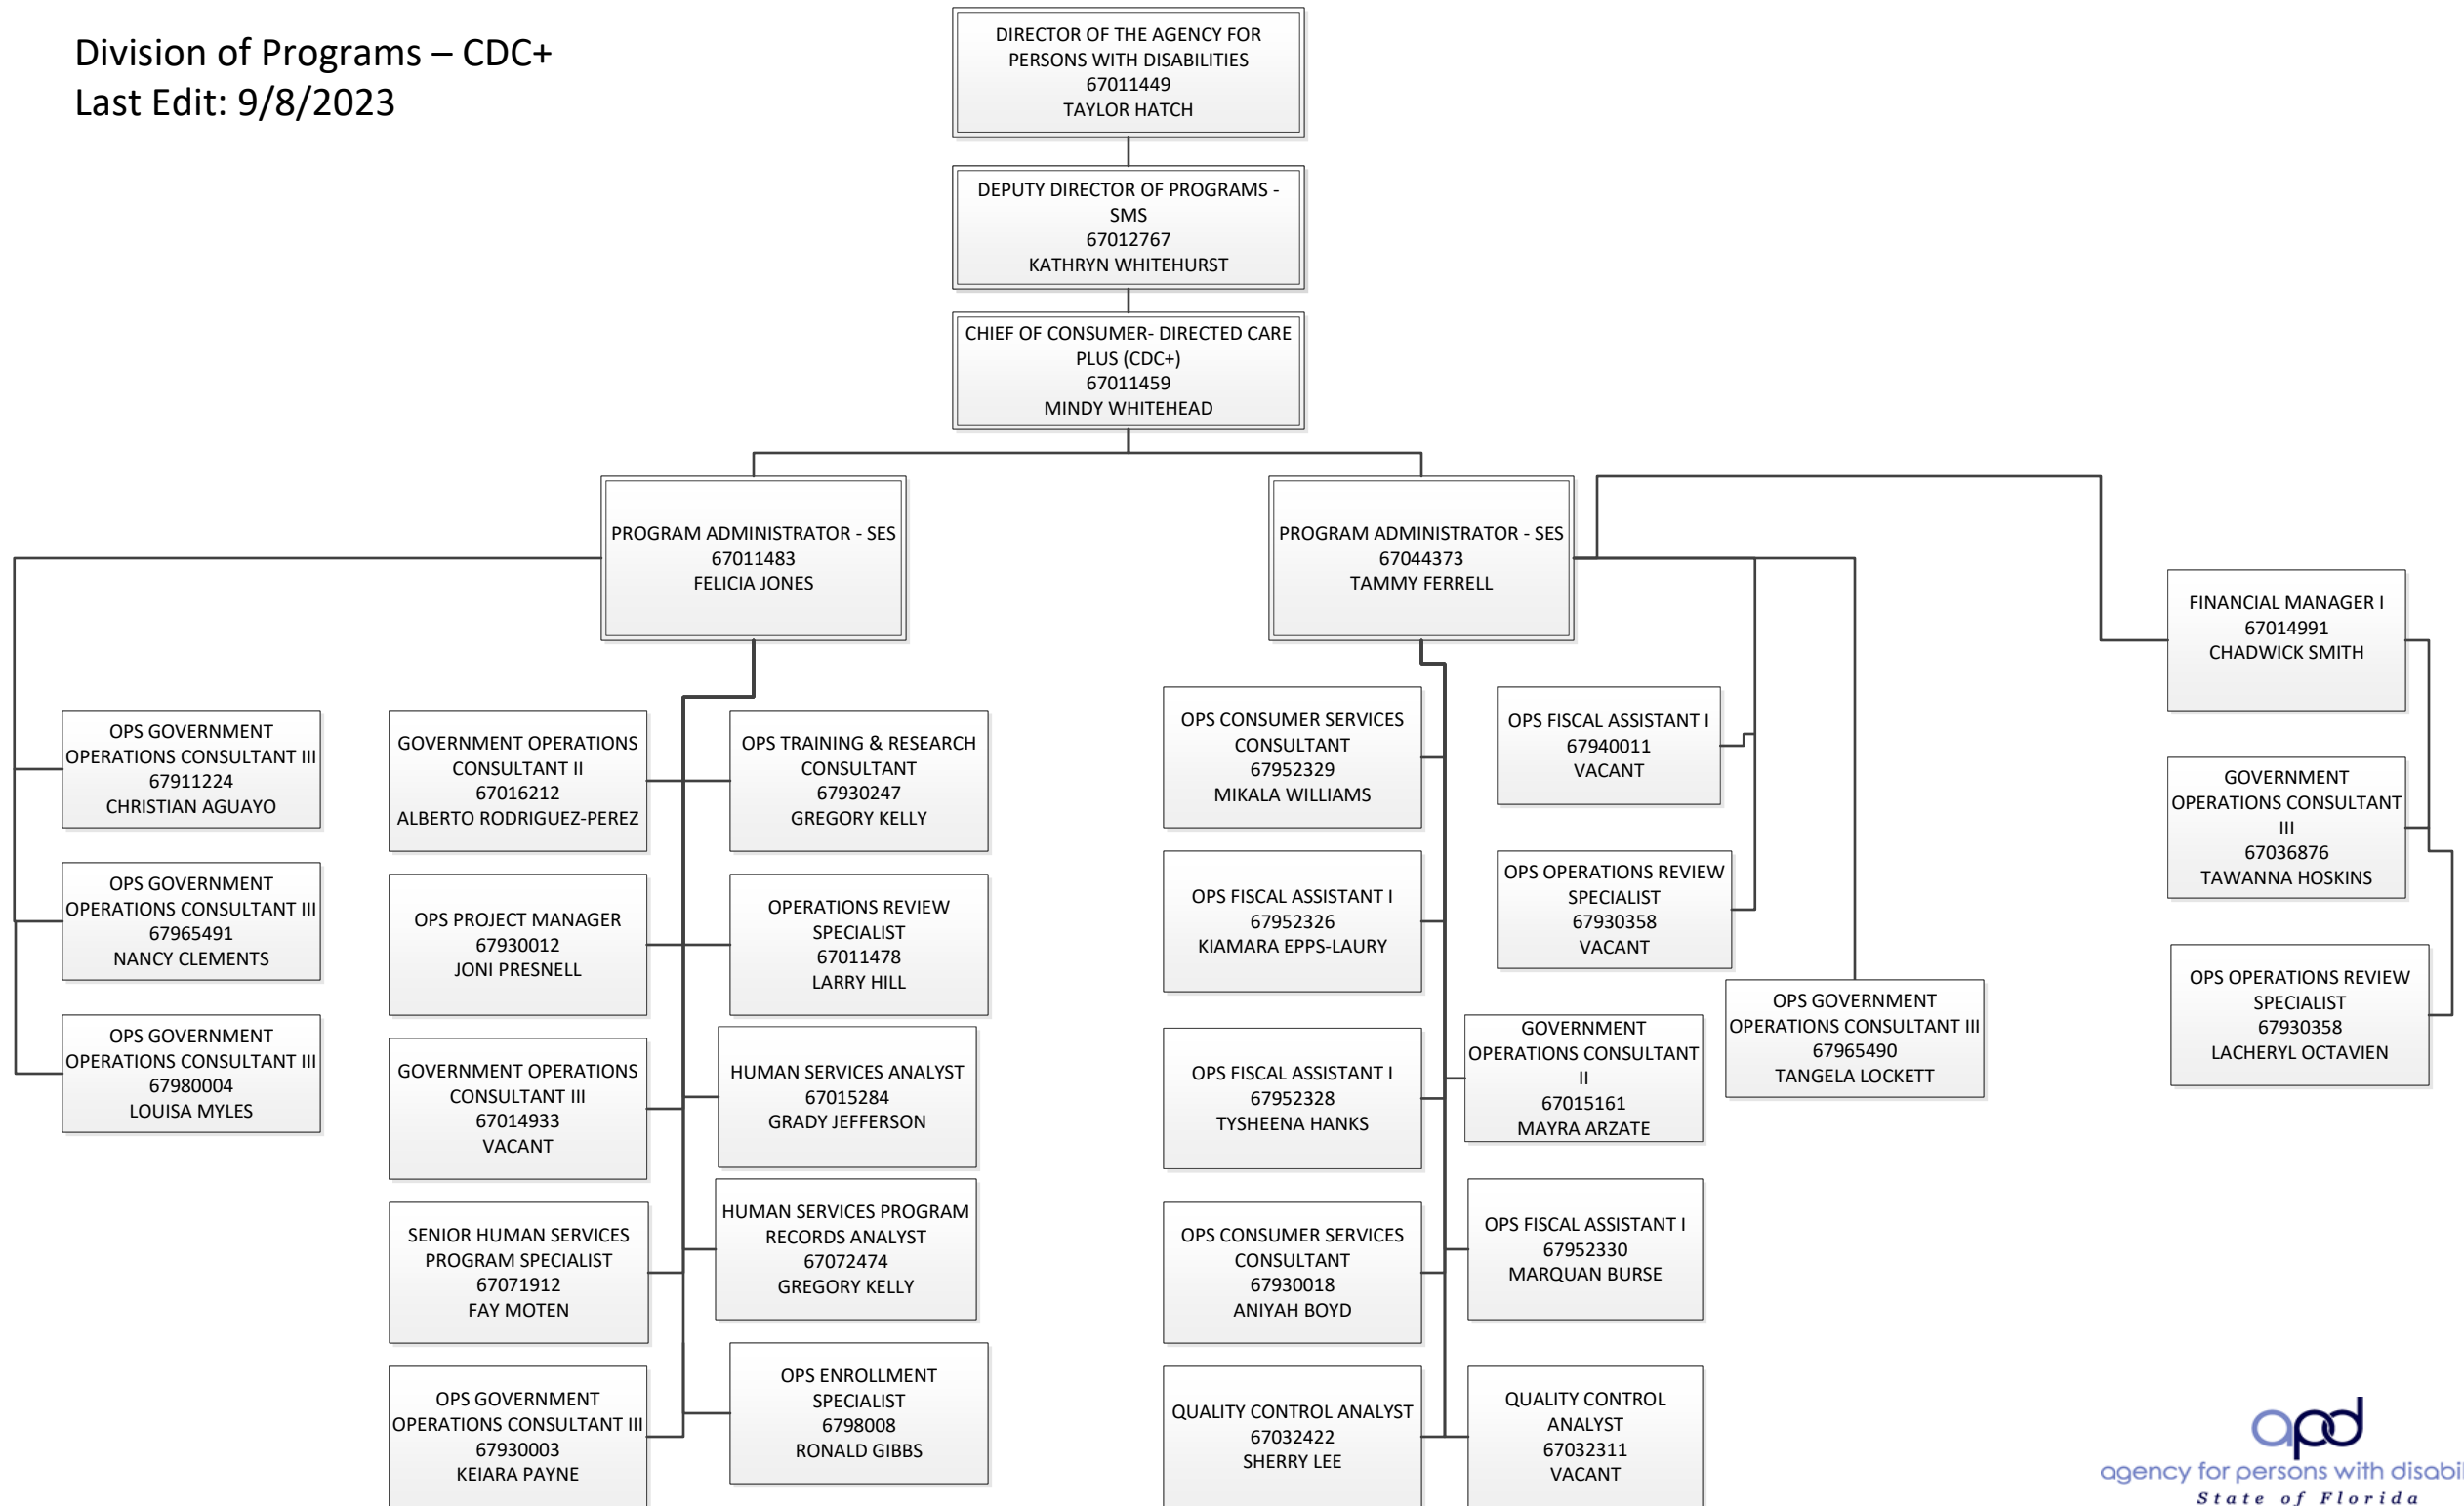 Division of Programs – CDC+
Last Edit: 9/8/2023
DIRECTOR OF THE AGENCY FOR
PERSONS WITH DISABILITIES
67011449
TAYLOR HATCH
DEPUTY DIRECTOR OF PROGRAMS -
SMS
67012767
KATHRYN WHITEHURST
CHIEF OF CONSUMER- DIRECTED CARE
PLUS (CDC+)
67011459
MINDY WHITEHEAD
PROGRAM ADMINISTRATOR - SES
67011483
FELICIA JONES
PROGRAM ADMINISTRATOR - SES
67044373
TAMMY FERRELL
FINANCIAL MANAGER I
67014991
CHADWICK SMITH
OPS GOVERNMENT
OPERATIONS CONSULTANT III
67911224
CHRISTIAN AGUAYO
OPS GOVERNMENT
OPERATIONS CONSULTANT III
67965491
NANCY CLEMENTS
OPS GOVERNMENT
OPERATIONS CONSULTANT III
67980004
LOUISA MYLES
GOVERNMENT OPERATIONS
CONSULTANT II
67016212
ALBERTO RODRIGUEZ-PEREZ
OPS PROJECT MANAGER
67930012
JONI PRESNELL
GOVERNMENT OPERATIONS
CONSULTANT III
67014933
VACANT
SENIOR HUMAN SERVICES
PROGRAM SPECIALIST
67071912
FAY MOTEN
OPS GOVERNMENT
OPERATIONS CONSULTANT III
67930003
KEIARA PAYNE
OPS TRAINING & RESEARCH
CONSULTANT
67930247
GREGORY KELLY
OPERATIONS REVIEW
SPECIALIST
67011478
LARRY HILL
HUMAN SERVICES ANALYST
67015284
GRADY JEFFERSON
HUMAN SERVICES PROGRAM
RECORDS ANALYST
67072474
GREGORY KELLY
OPS ENROLLMENT
SPECIALIST
6798008
RONALD GIBBS
OPS CONSUMER SERVICES
CONSULTANT
67952329
MIKALA WILLIAMS
OPS FISCAL ASSISTANT I
67952326
KIAMARA EPPS-LAURY
OPS FISCAL ASSISTANT I
67952328
TYSHEENA HANKS
OPS CONSUMER SERVICES
CONSULTANT
67930018
ANIYAH BOYD
QUALITY CONTROL ANALYST
67032422
SHERRY LEE
OPS FISCAL ASSISTANT I
67940011
VACANT
OPS OPERATIONS REVIEW
SPECIALIST
67930358
VACANT
GOVERNMENT
OPERATIONS CONSULTANT
II
67015161
MAYRA ARZATE
OPS FISCAL ASSISTANT I
67952330
MARQUAN BURSE
QUALITY CONTROL
ANALYST
67032311
VACANT
OPS GOVERNMENT
OPERATIONS CONSULTANT III
67965490
TANGELA LOCKETT
GOVERNMENT
OPERATIONS CONSULTANT
III
67036876
TAWANNA HOSKINS
OPS OPERATIONS REVIEW
SPECIALIST
67930358
LACHERYL OCTAVIEN
apd
agency for persons with disabil
State of Florida